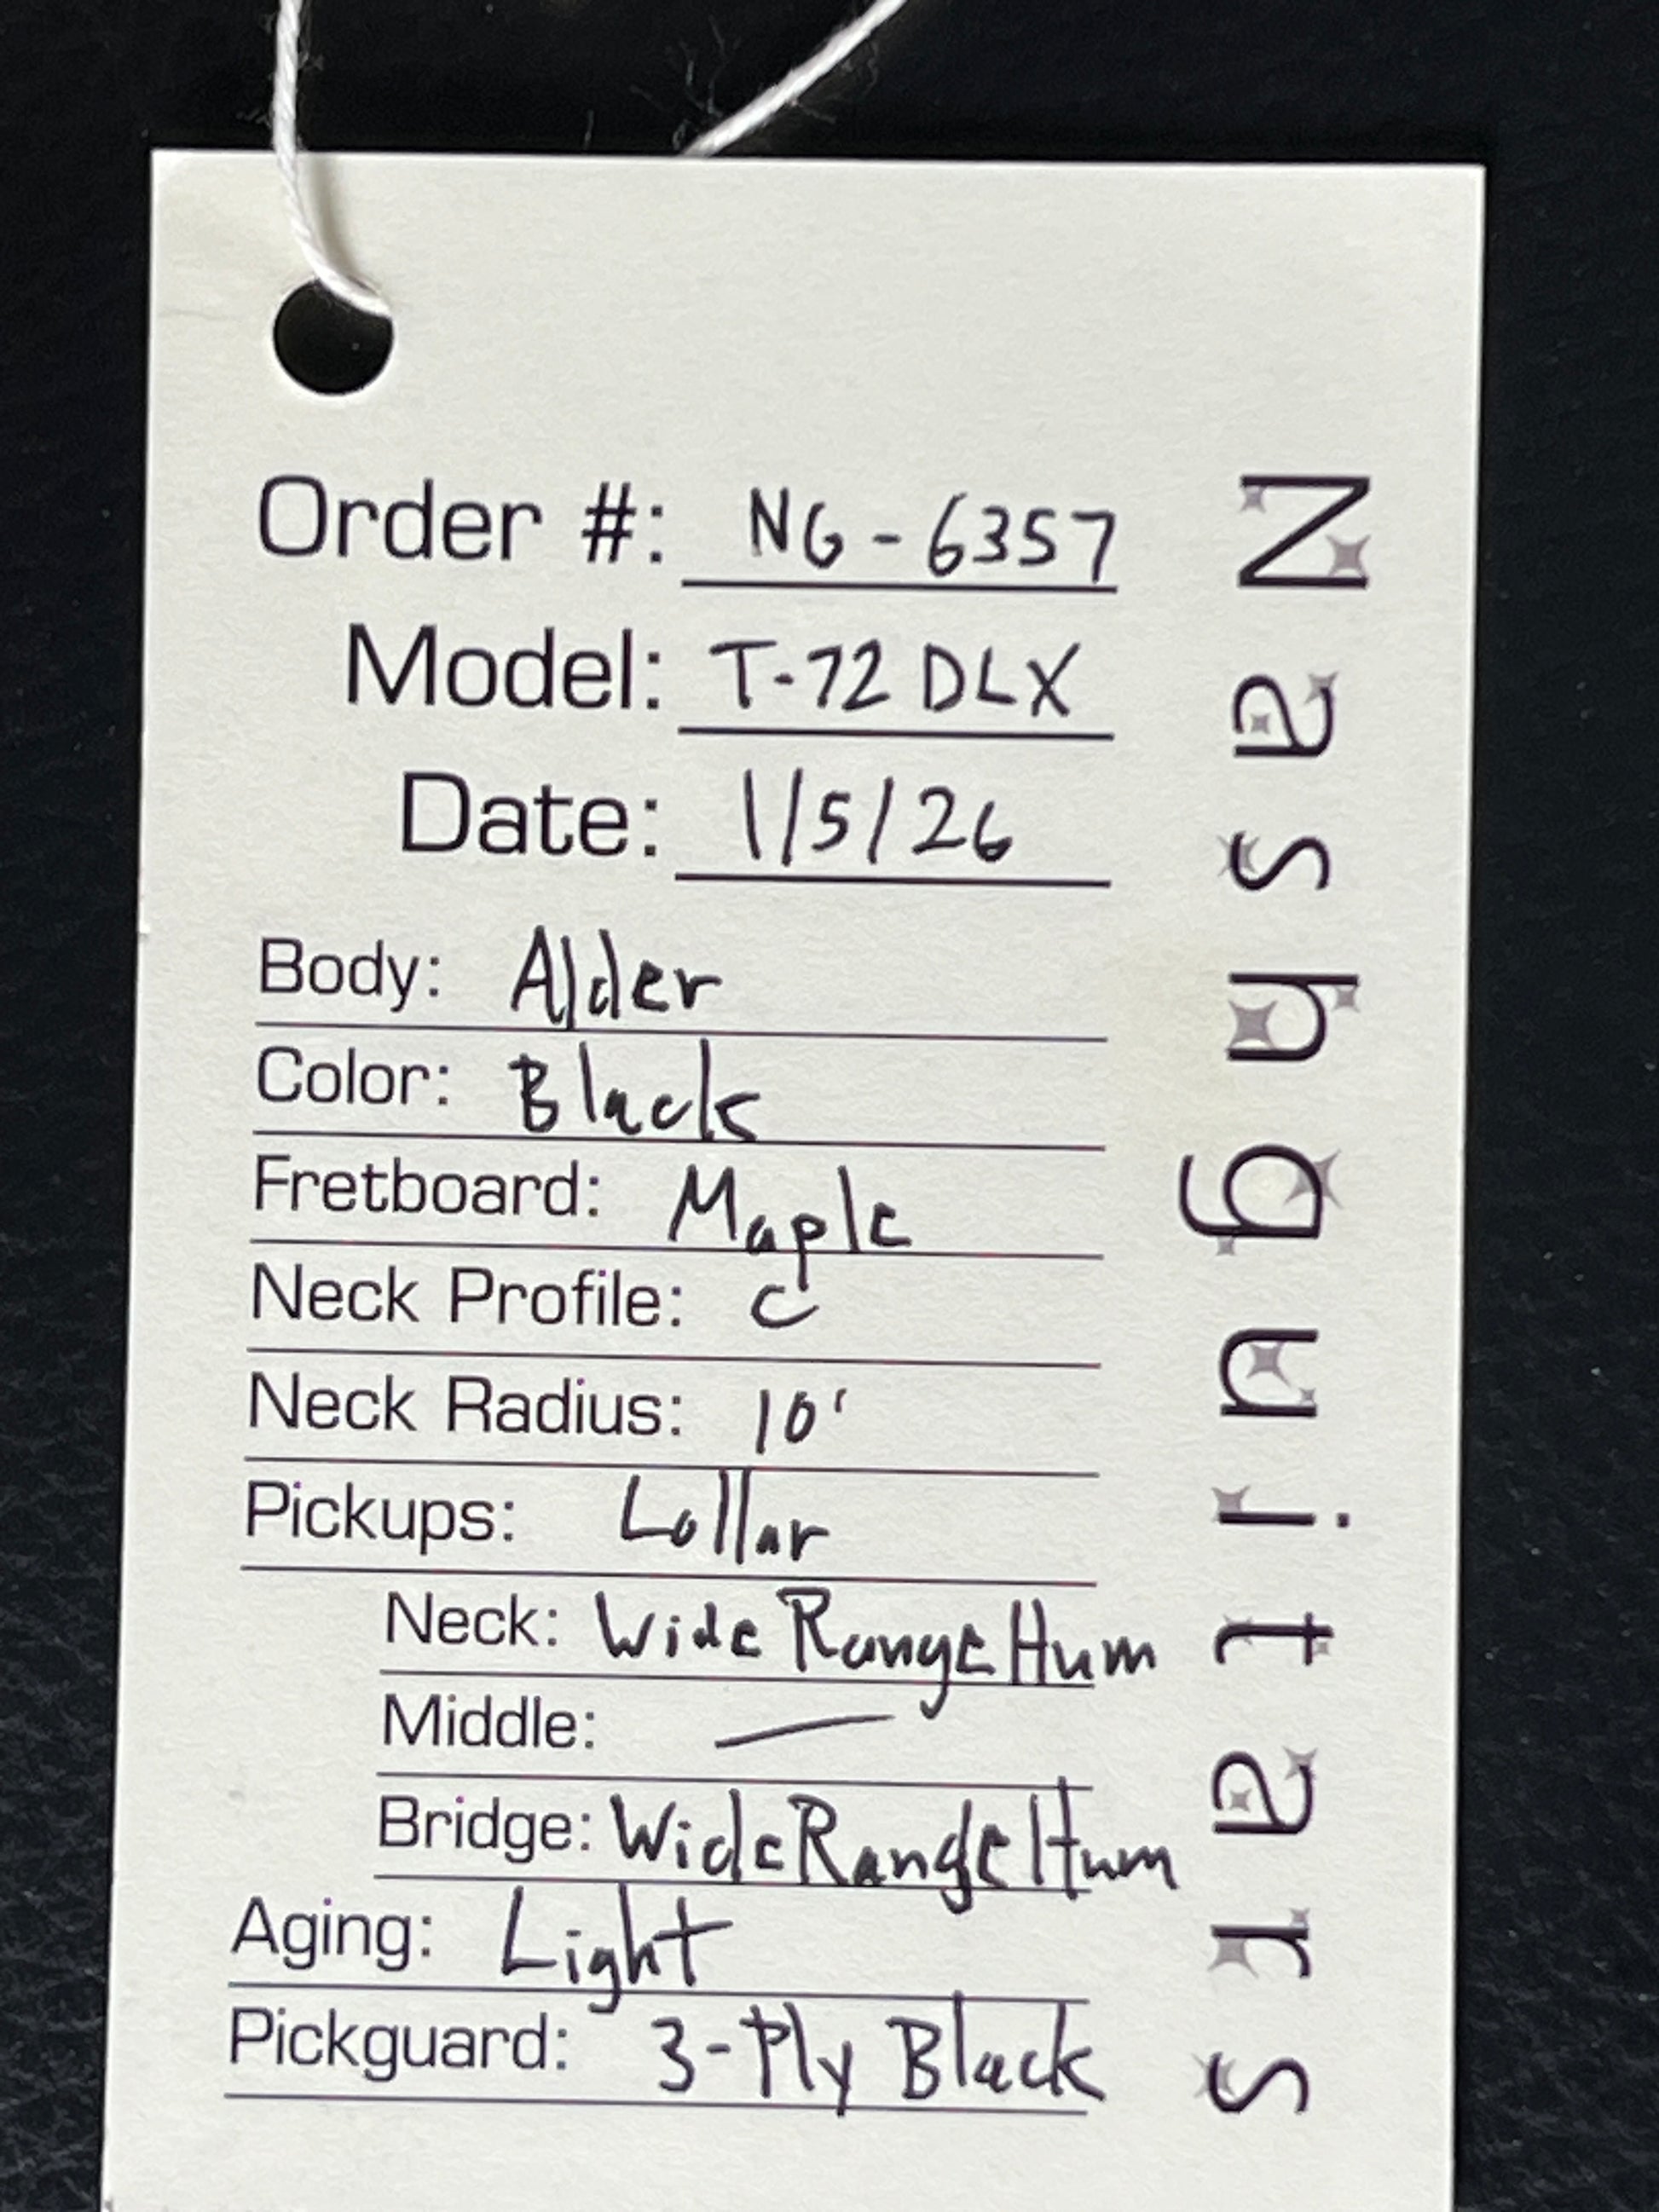 Order #: NG-6357
Model: T-72 DLX
Date: 1/5/26
Body: Alder
Color: Black
Fretboard: Maple
Neck Profile: C
Neck Radius: 10'
Pickups: Lollar
Neck: Wide Range Hum
Middle: —
Bridge: Wide Range Hum
Aging: Light
Pickguard: 3-Ply Black
Nashguitars